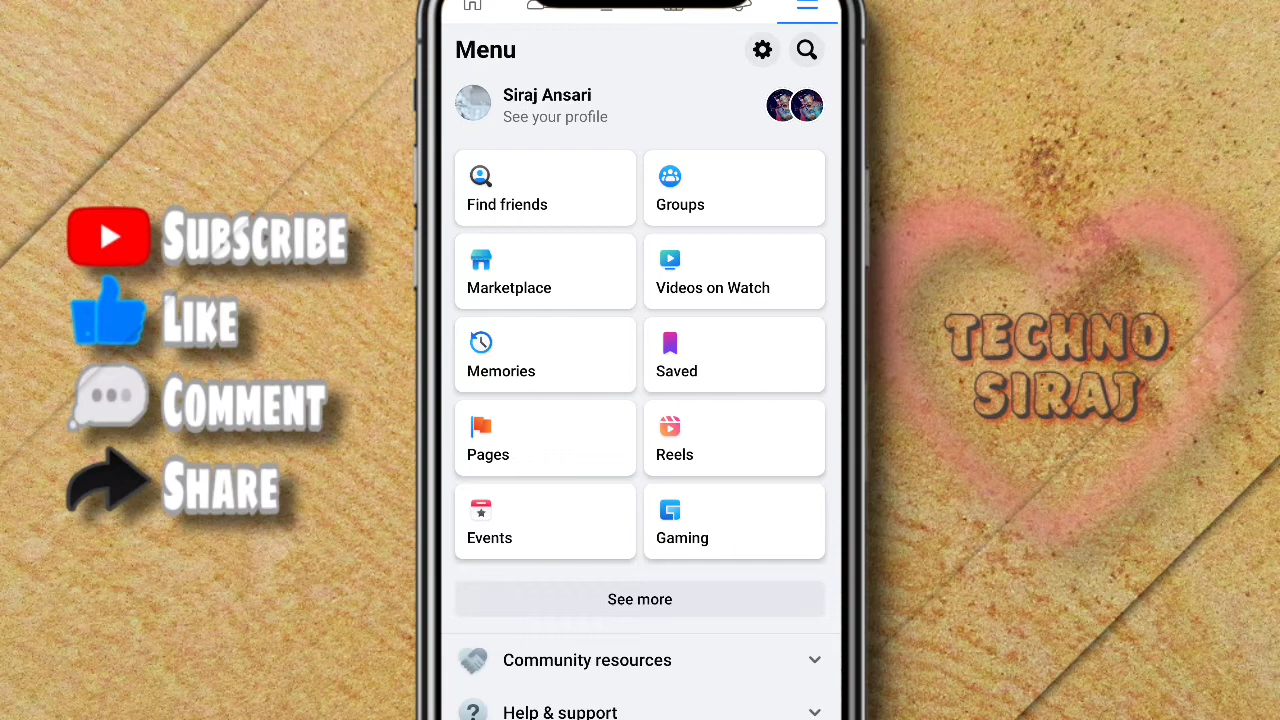 Menu
Siraj Ansari
See your profile
Find friends
Groups
Marketplace
Videos on Watch
Memories
Saved
Pages
Reels
Events
Gaming
See more
Community resources
Help & support
SUBSCRIBE
LIKE
COMMENT
SHARE
TECHNO
SIRAJ